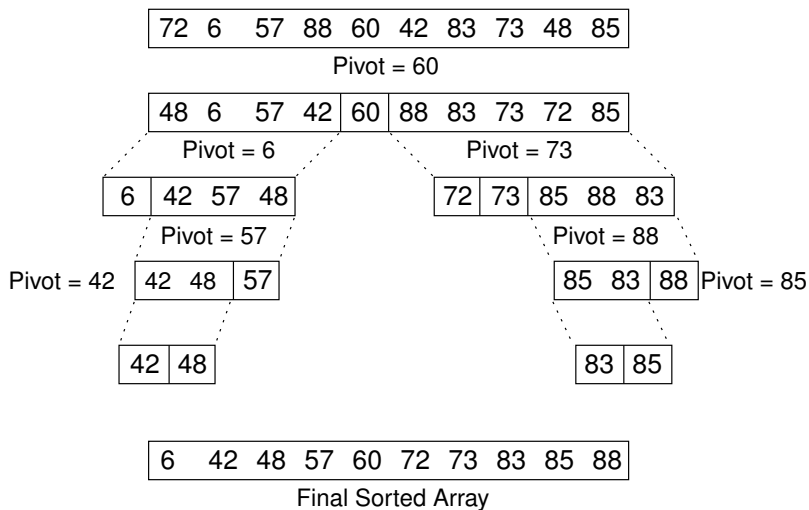 72 6 57 88 60 42 83 73 48 85
Pivot = 60
48 6 57 42 60 88 83 73 72 85
Pivot = 6 Pivot = 73
6 42 57 48 72 73 85 88 83
Pivot = 57 Pivot = 88
Pivot = 42 42 48 57 85 83 88 Pivot = 85
42 48 83 85
6 42 48 57 60 72 73 83 85 88
Final Sorted Array